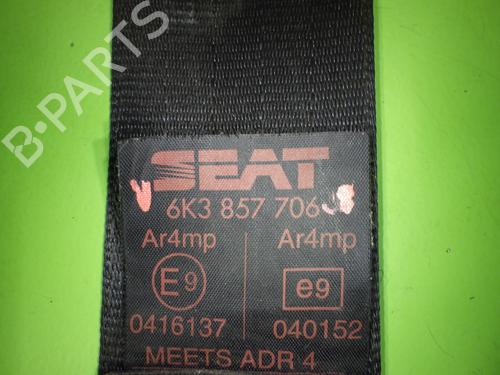 B-PARTS
SEAT
6K3 857 706
Ar4mp Ar4mp
E9 e9
0416137 040152
MEETS ADR 4